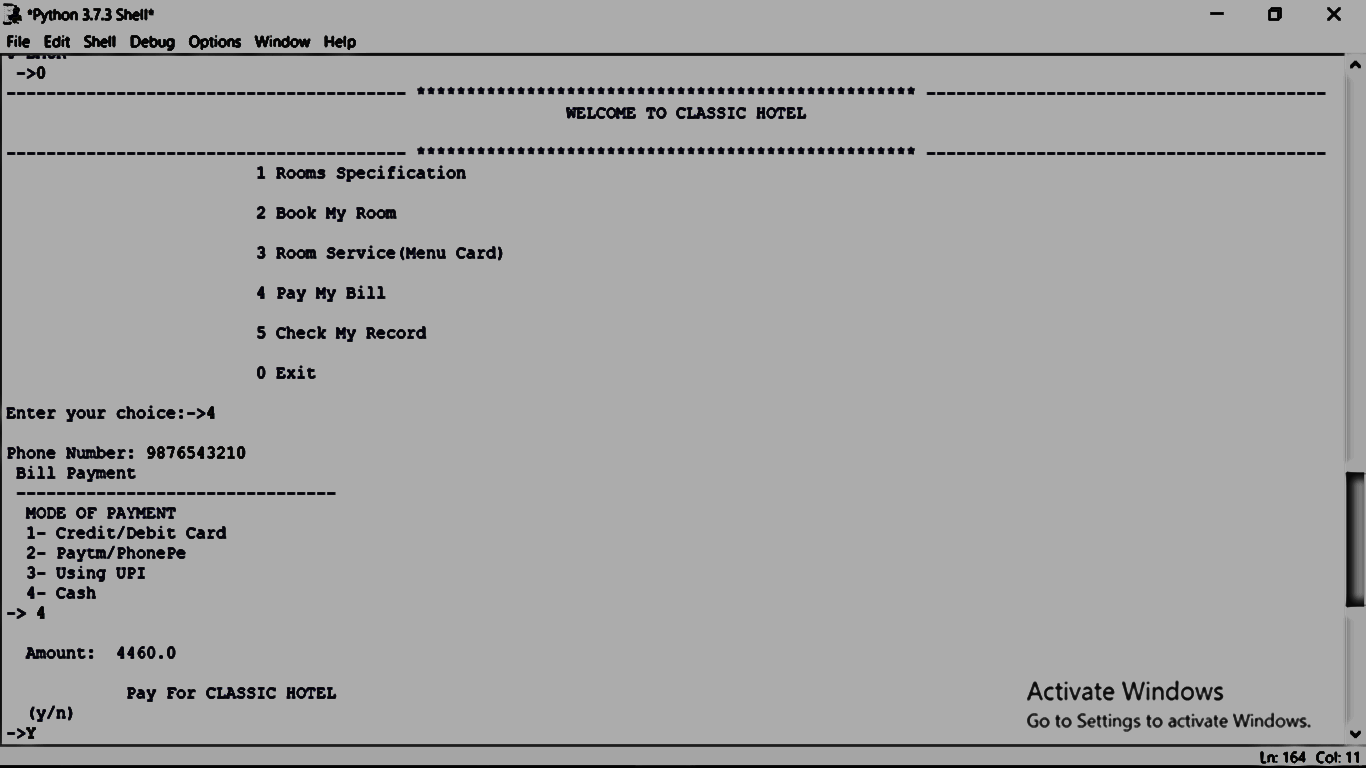 *Python 3.7.3 Shell*
File Edit Shell Debug Options Window Help
->0
---------------------------------------- ************************************************** ----------------------------------------
WELCOME TO CLASSIC HOTEL
---------------------------------------- ************************************************** ----------------------------------------
1 Rooms Specification
2 Book My Room
3 Room Service(Menu Card)
4 Pay My Bill
5 Check My Record
0 Exit
Enter your choice:->4
Phone Number: 9876543210
Bill Payment
--------------------------------
MODE OF PAYMENT
1- Credit/Debit Card
2- Paytm/PhonePe
3- Using UPI
4- Cash
-> 4
Amount: 4460.0
Pay For CLASSIC HOTEL
(y/n)
->Y
Activate Windows
Go to Settings to activate Windows.
Ln: 164 Col: 11